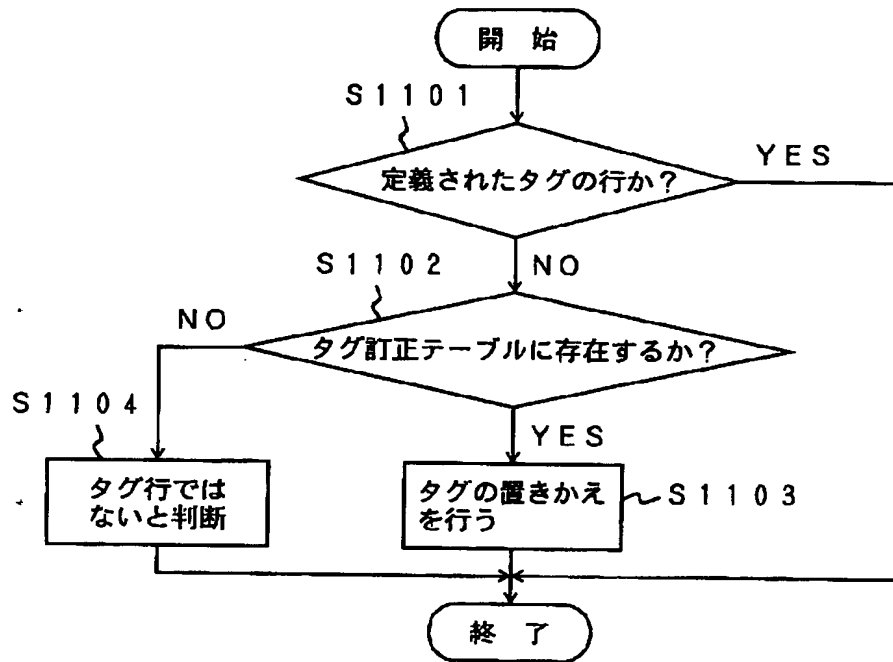 開 始
S1101
定義されたタグの行か?
YES
S1102
NO
NO
タグ訂正テーブルに存在するか?
S1104
YES
タグ行では
ないと判断
タグの置きかえ
を行う
S1103
終 了